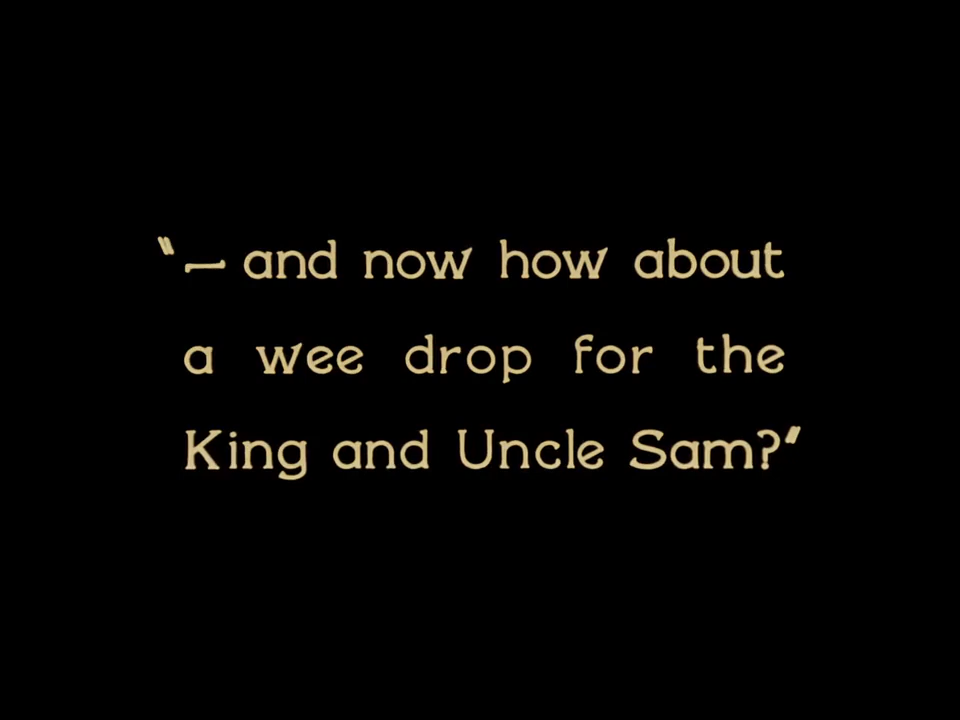 "— and now how about
a wee drop for the
King and Uncle Sam?"